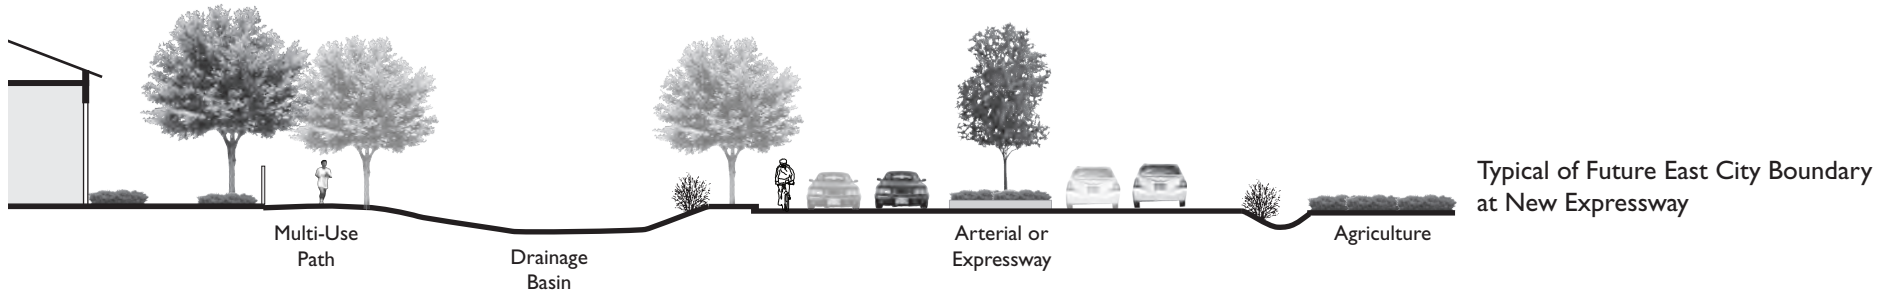 Typical of Future East City Boundary
at New Expressway
Multi-Use
Path
Drainage
Basin
Arterial or
Expressway
Agriculture